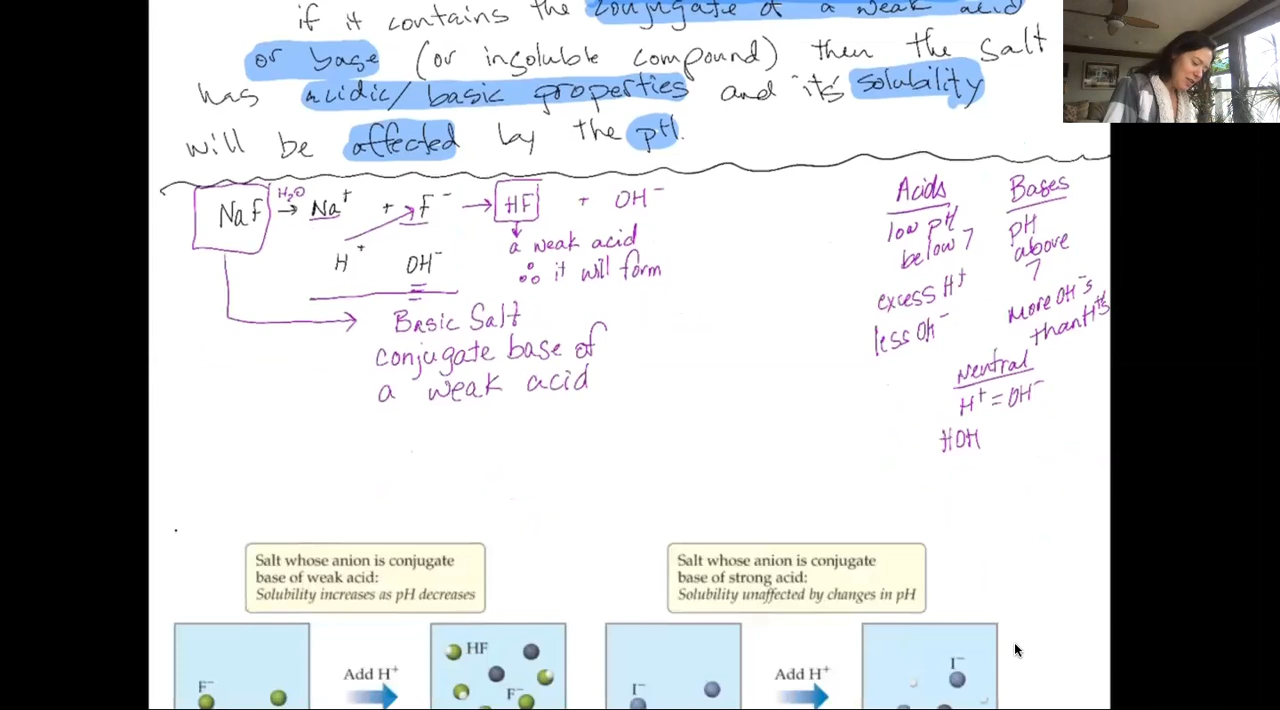 if it contains the conjugate of a weak acid
or base (or insoluble compound) then the salt
has acidic/basic properties and it's solubility
will be affected by the pH.
NaF H₂O → Na⁺ + F⁻ → HF + OH⁻
H⁺ OH⁻
a weak acid
∴ it will form
Basic Salt
conjugate base of
a weak acid
Acids
low pH
below 7
excess H⁺
less OH⁻
Bases
pH
above
7
More OH⁻s
than H⁺s
Neutral
H⁺ = OH⁻
HOH
Salt whose anion is conjugate
base of weak acid:
Solubility increases as pH decreases
Salt whose anion is conjugate
base of strong acid:
Solubility unaffected by changes in pH
F⁻
Add H⁺
HF
F⁻
I⁻
Add H⁺
I⁻